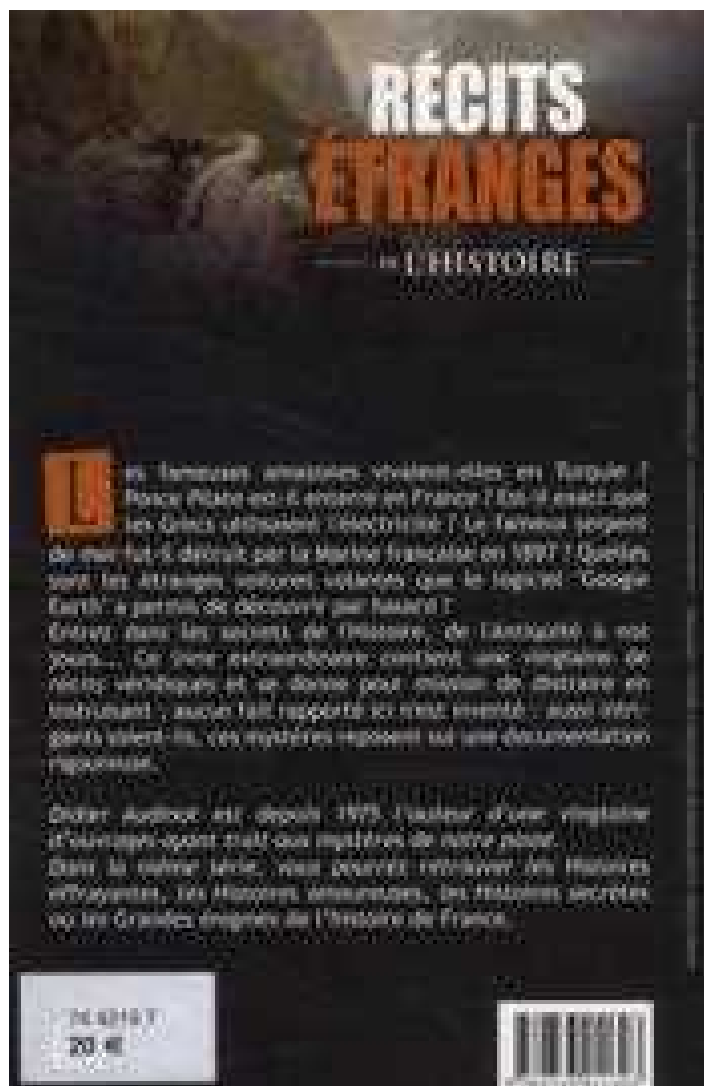 RÉCITS
ÉTRANGES
DE L'HISTOIRE
Les fameuses amazones vivaient-elles en Turquie ?
Ponce Pilate est-il enterré en France ? Est-il exact que
les Grecs utilisaient l'électricité ? Le fameux serpent
de mer fut-il détruit par la Marine française en 1897 ? Quelles
sont les étranges voitures volantes que le logiciel 'Google
Earth' a permis de découvrir par hasard ?
Entrez dans les secrets de l'Histoire, de l'Antiquité à nos
jours... Ce livre extraordinaire contient une vingtaine de
récits véridiques et se donne pour mission de distraire en
instruisant ; aucun fait rapporté ici n'est inventé ; aussi intri-
gants soient-ils, ces mystères reposent sur une documentation
rigoureuse.
Didier Audinot est depuis 1975 l'auteur d'une vingtaine
d'ouvrages ayant trait aux mystères de notre passé.
Dans la même série, vous pourrez retrouver les Histoires
effrayantes, les Histoires amoureuses, les Histoires secrètes
ou les Grandes énigmes de l'histoire de France.
20 €